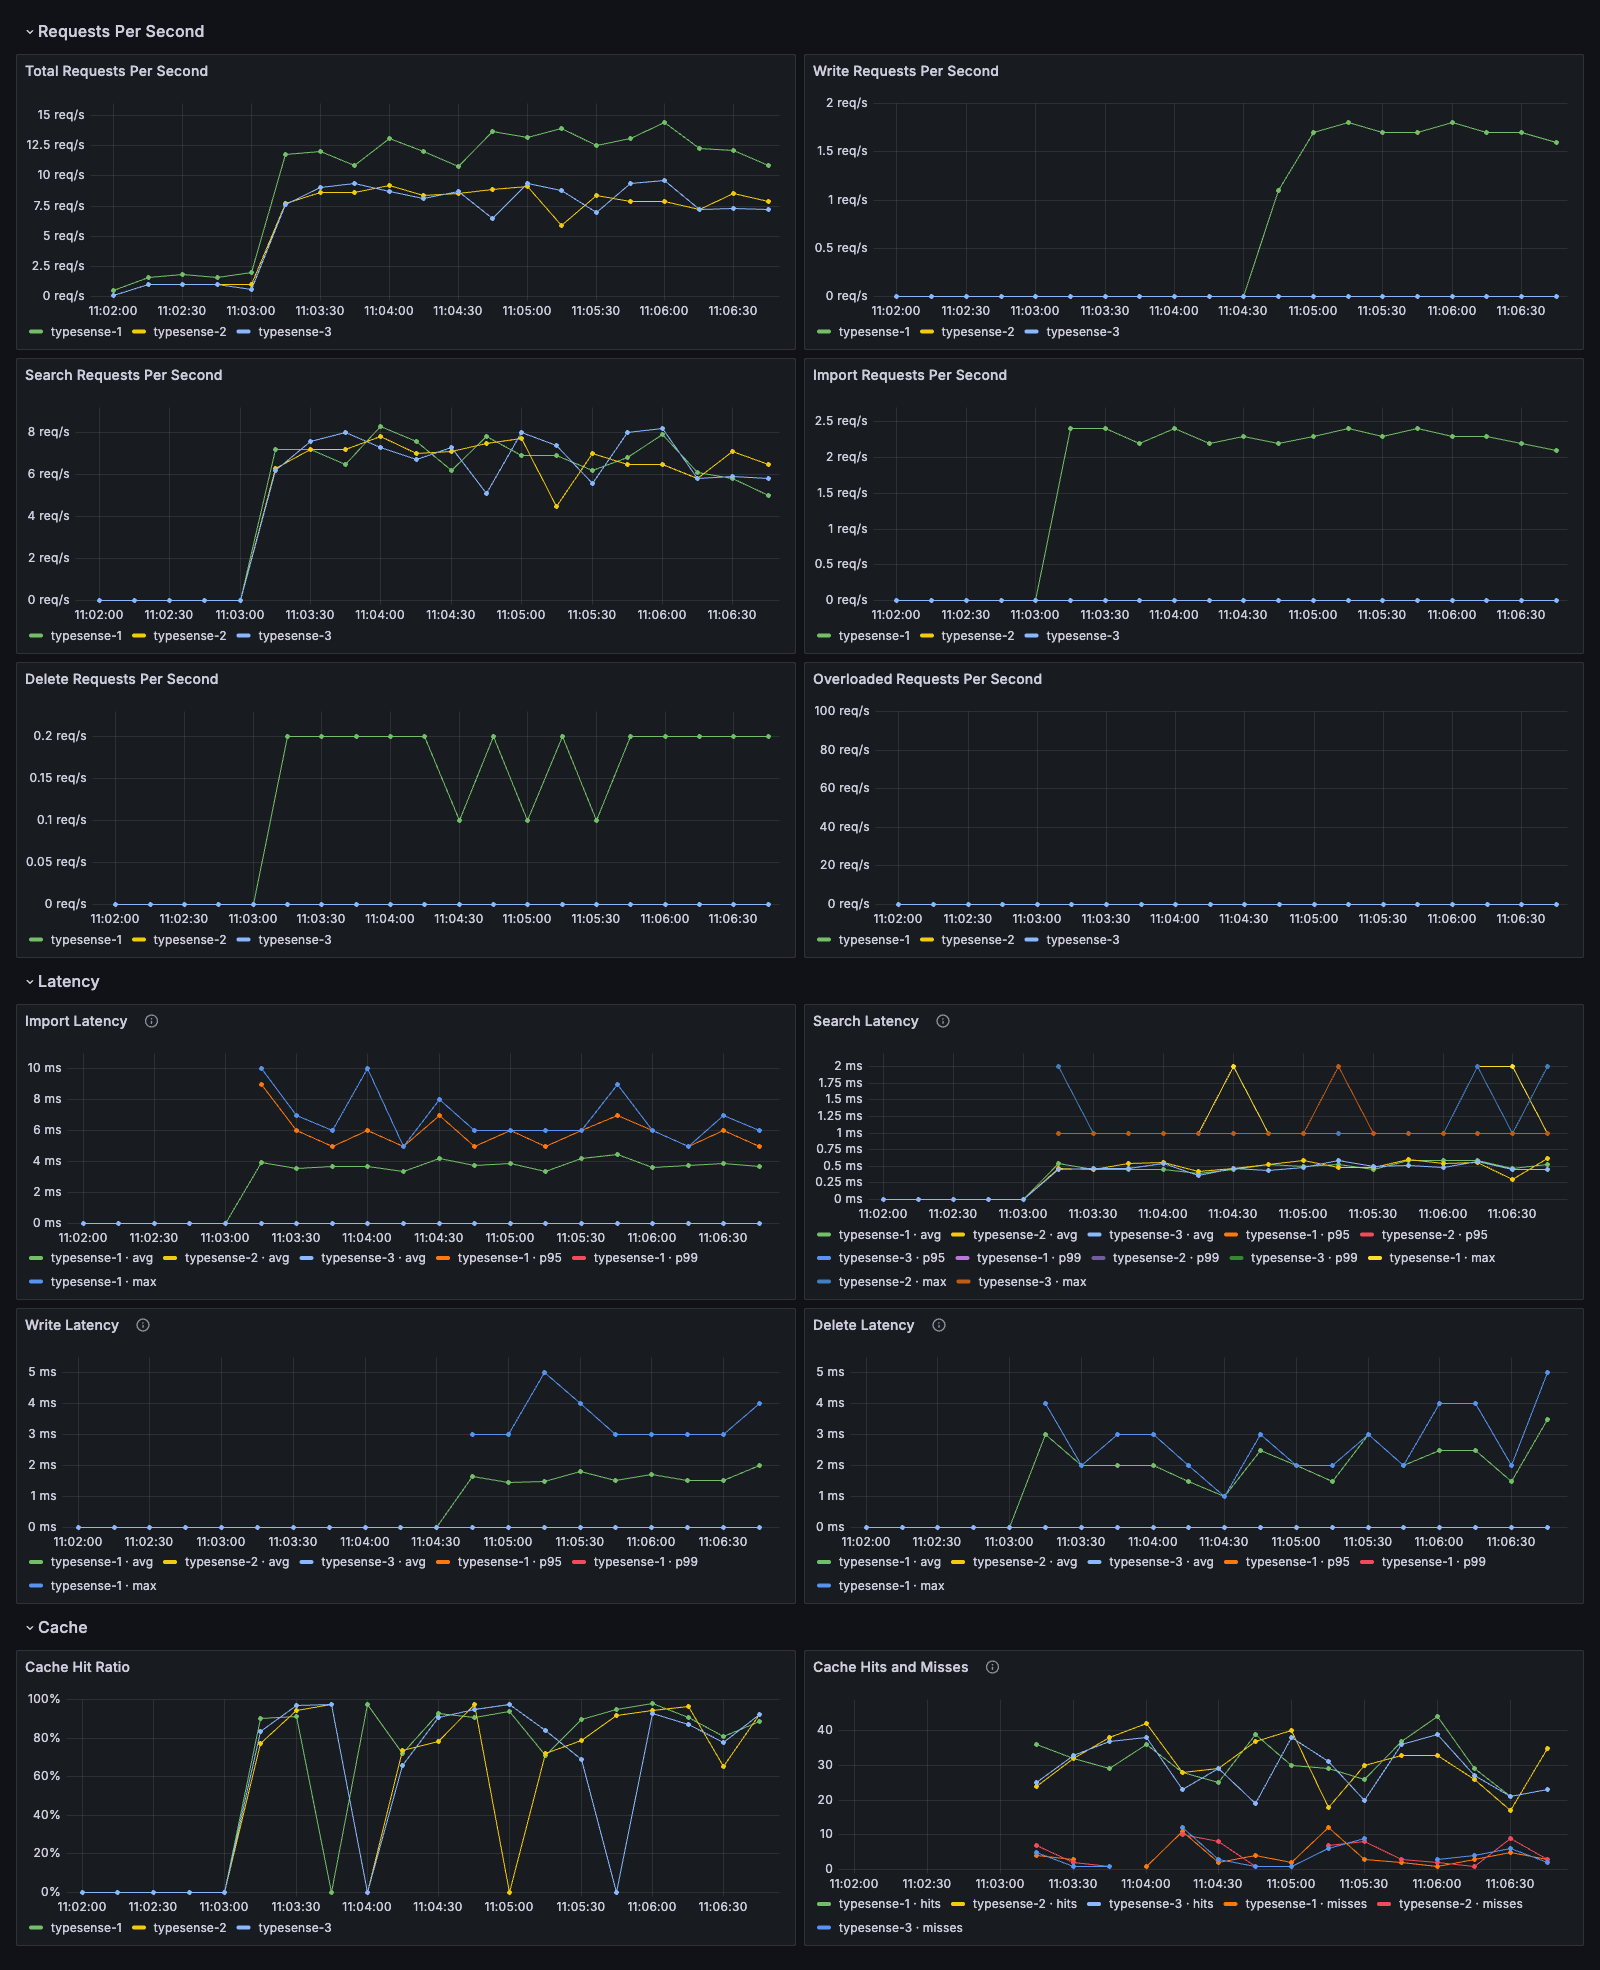 Requests Per Second
Total Requests Per Second
15 req/s
12.5 req/s
10 req/s
7.5 req/s
5 req/s
2.5 req/s
0 req/s
11:02:00 11:02:30 11:03:00 11:03:30 11:04:00 11:04:30 11:05:00 11:05:30 11:06:00 11:06:30
typesense-1 typesense-2 typesense-3
Write Requests Per Second
2 req/s
1.5 req/s
1 req/s
0.5 req/s
0 req/s
11:02:00 11:02:30 11:03:00 11:03:30 11:04:00 11:04:30 11:05:00 11:05:30 11:06:00 11:06:30
typesense-1 typesense-2 typesense-3
Search Requests Per Second
8 req/s
6 req/s
4 req/s
2 req/s
0 req/s
11:02:00 11:02:30 11:03:00 11:03:30 11:04:00 11:04:30 11:05:00 11:05:30 11:06:00 11:06:30
typesense-1 typesense-2 typesense-3
Import Requests Per Second
2.5 req/s
2 req/s
1.5 req/s
1 req/s
0.5 req/s
0 req/s
11:02:00 11:02:30 11:03:00 11:03:30 11:04:00 11:04:30 11:05:00 11:05:30 11:06:00 11:06:30
typesense-1 typesense-2 typesense-3
Delete Requests Per Second
0.2 req/s
0.15 req/s
0.1 req/s
0.05 req/s
0 req/s
11:02:00 11:02:30 11:03:00 11:03:30 11:04:00 11:04:30 11:05:00 11:05:30 11:06:00 11:06:30
typesense-1 typesense-2 typesense-3
Overloaded Requests Per Second
100 req/s
80 req/s
60 req/s
40 req/s
20 req/s
0 req/s
11:02:00 11:02:30 11:03:00 11:03:30 11:04:00 11:04:30 11:05:00 11:05:30 11:06:00 11:06:30
typesense-1 typesense-2 typesense-3
Latency
Import Latency
10 ms
8 ms
6 ms
4 ms
2 ms
0 ms
11:02:00 11:02:30 11:03:00 11:03:30 11:04:00 11:04:30 11:05:00 11:05:30 11:06:00 11:06:30
typesense-1 · avg typesense-2 · avg typesense-3 · avg typesense-1 · p95 typesense-1 · p99
typesense-1 · max
Search Latency
2 ms
1.75 ms
1.5 ms
1.25 ms
1 ms
0.75 ms
0.5 ms
0.25 ms
0 ms
11:02:00 11:02:30 11:03:00 11:03:30 11:04:00 11:04:30 11:05:00 11:05:30 11:06:00 11:06:30
typesense-1 · avg typesense-2 · avg typesense-3 · avg typesense-1 · p95 typesense-2 · p95
typesense-3 · p95 typesense-1 · p99 typesense-2 · p99 typesense-3 · p99 typesense-1 · max
typesense-2 · max typesense-3 · max
Write Latency
5 ms
4 ms
3 ms
2 ms
1 ms
0 ms
11:02:00 11:02:30 11:03:00 11:03:30 11:04:00 11:04:30 11:05:00 11:05:30 11:06:00 11:06:30
typesense-1 · avg typesense-2 · avg typesense-3 · avg typesense-1 · p95 typesense-1 · p99
typesense-1 · max
Delete Latency
5 ms
4 ms
3 ms
2 ms
1 ms
0 ms
11:02:00 11:02:30 11:03:00 11:03:30 11:04:00 11:04:30 11:05:00 11:05:30 11:06:00 11:06:30
typesense-1 · avg typesense-2 · avg typesense-3 · avg typesense-1 · p95 typesense-1 · p99
typesense-1 · max
Cache
Cache Hit Ratio
100%
80%
60%
40%
20%
0%
11:02:00 11:02:30 11:03:00 11:03:30 11:04:00 11:04:30 11:05:00 11:05:30 11:06:00 11:06:30
typesense-1 typesense-2 typesense-3
Cache Hits and Misses
40
30
20
10
0
11:02:00 11:02:30 11:03:00 11:03:30 11:04:00 11:04:30 11:05:00 11:05:30 11:06:00 11:06:30
typesense-1 · hits typesense-2 · hits typesense-3 · hits typesense-1 · misses typesense-2 · misses
typesense-3 · misses